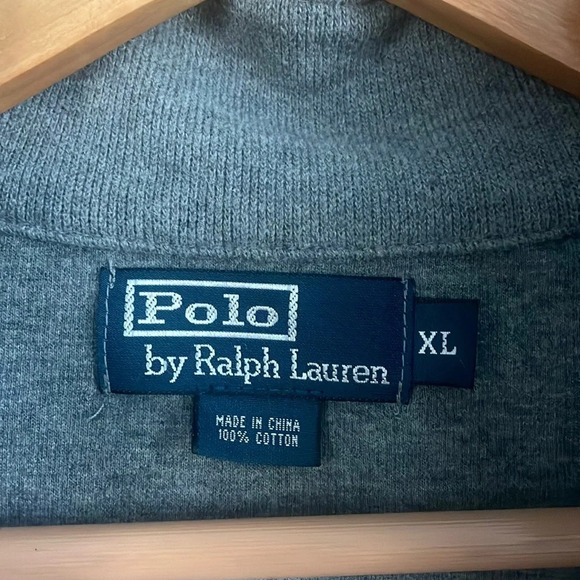 Polo
by Ralph Lauren
XL
MADE IN CHINA
100% COTTON